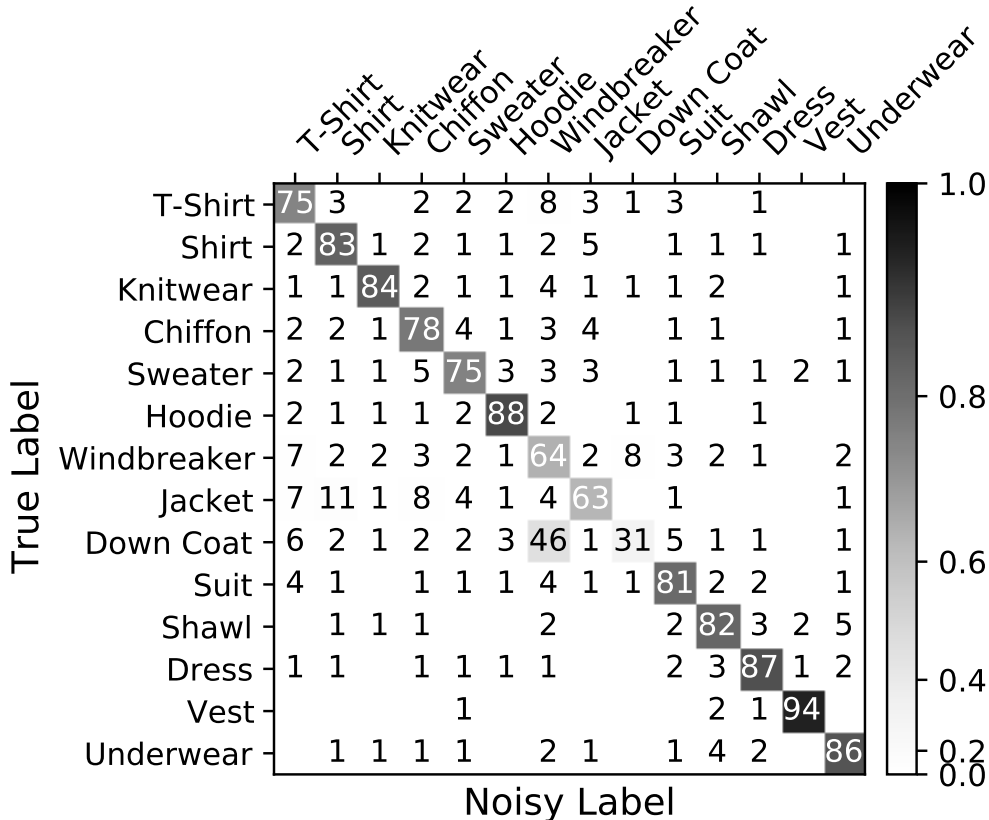 T-Shirt Shirt Knitwear Chiffon Sweater Hoodie Windbreaker Jacket Down Coat Suit Shawl Dress Vest Underwear
T-Shirt 75 3 2 2 2 8 3 1 3 1
Shirt 2 83 1 2 1 1 2 5 1 1 1 1
Knitwear 1 1 84 2 1 1 4 1 1 1 2 1
Chiffon 2 2 1 78 4 1 3 4 1 1 1
Sweater 2 1 1 5 75 3 3 3 1 1 1 2 1
Hoodie 2 1 1 1 2 88 2 1 1 1
Windbreaker 7 2 2 3 2 1 64 2 8 3 2 1 2
Jacket 7 11 1 8 4 1 4 63 1 1
Down Coat 6 2 1 2 2 3 46 1 31 5 1 1 1
Suit 4 1 1 1 1 4 1 1 81 2 2 1
Shawl 1 1 1 2 2 82 3 2 5
Dress 1 1 1 1 1 1 2 3 87 1 2
Vest 1 2 1 94
Underwear 1 1 1 1 2 1 1 4 2 86
True Label
Noisy Label
1.0
0.8
0.6
0.4
0.2
0.0